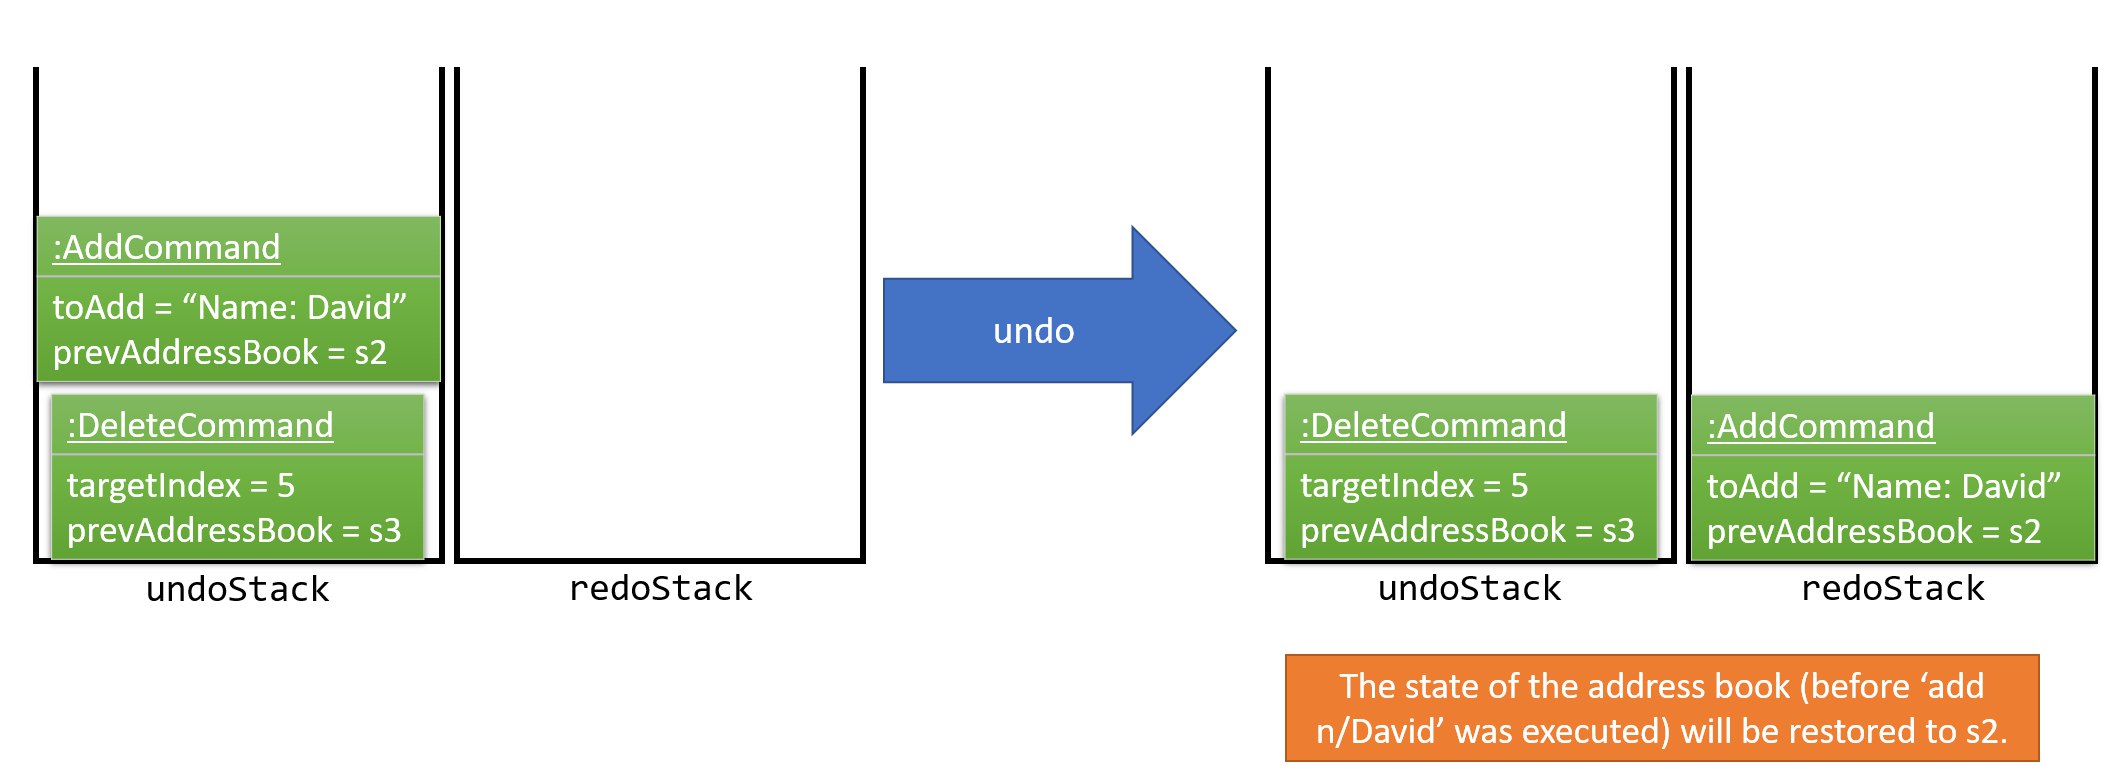 :AddCommand
toAdd = “Name: David”
prevAddressBook = s2
:DeleteCommand
targetIndex = 5
prevAddressBook = s3
undoStack
redoStack
undo
:DeleteCommand
targetIndex = 5
prevAddressBook = s3
:AddCommand
toAdd = “Name: David”
prevAddressBook = s2
undoStack
redoStack
The state of the address book (before ‘add
n/David’ was executed) will be restored to s2.